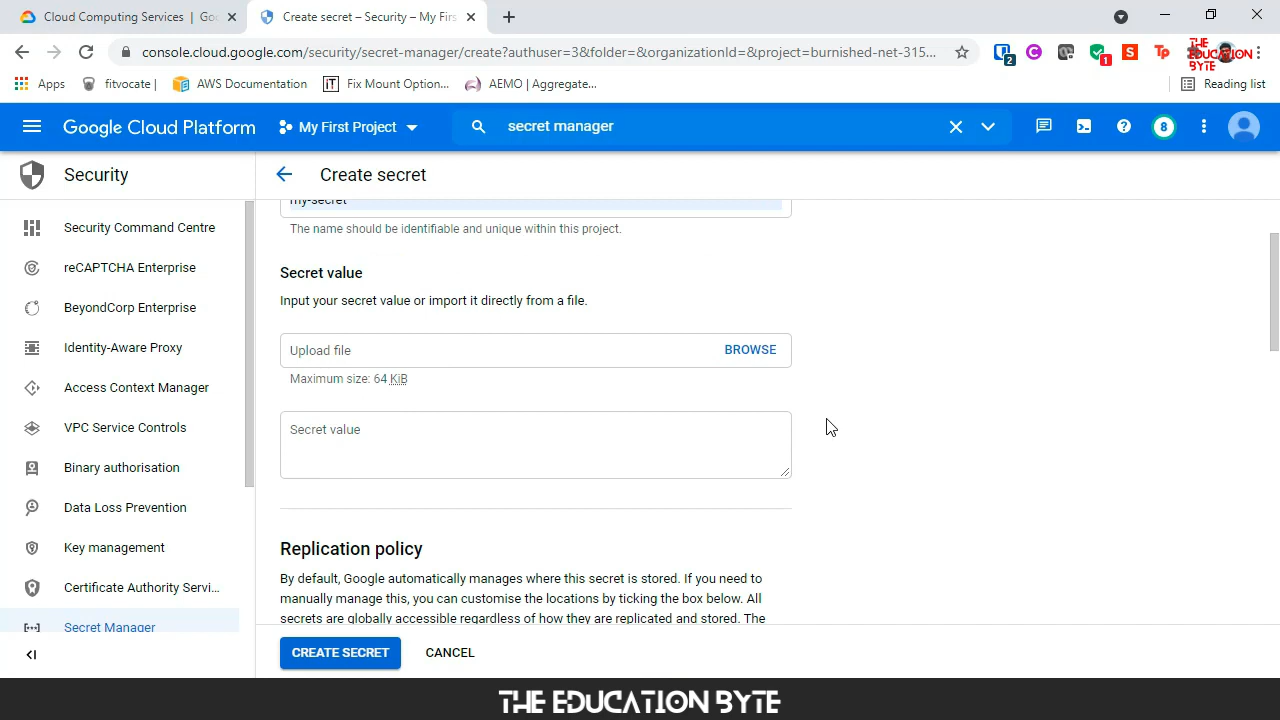 Cloud Computing Services | Goo
Create secret – Security – My Firs
console.cloud.google.com/security/secret-manager/create?authuser=3&folder=&organizationId=&project=burnished-net-315...
2
1
THE EDUCATION BYTE
Apps
fitvocate |
AWS Documentation
Fix Mount Option...
AEMO | Aggregate...
Reading list
Google Cloud Platform
My First Project
secret manager
8
Security
Create secret
Security Command Centre
reCAPTCHA Enterprise
BeyondCorp Enterprise
Identity-Aware Proxy
Access Context Manager
VPC Service Controls
Binary authorisation
Data Loss Prevention
Key management
Certificate Authority Servi...
Secret Manager
my-secret
The name should be identifiable and unique within this project.
Secret value
Input your secret value or import it directly from a file.
Upload file
BROWSE
Maximum size: 64 KiB
Secret value
Replication policy
By default, Google automatically manages where this secret is stored. If you need to
manually manage this, you can customise the locations by ticking the box below. All
secrets are globally accessible regardless of how they are replicated and stored. The
CREATE SECRET
CANCEL
THE EDUCATION BYTE